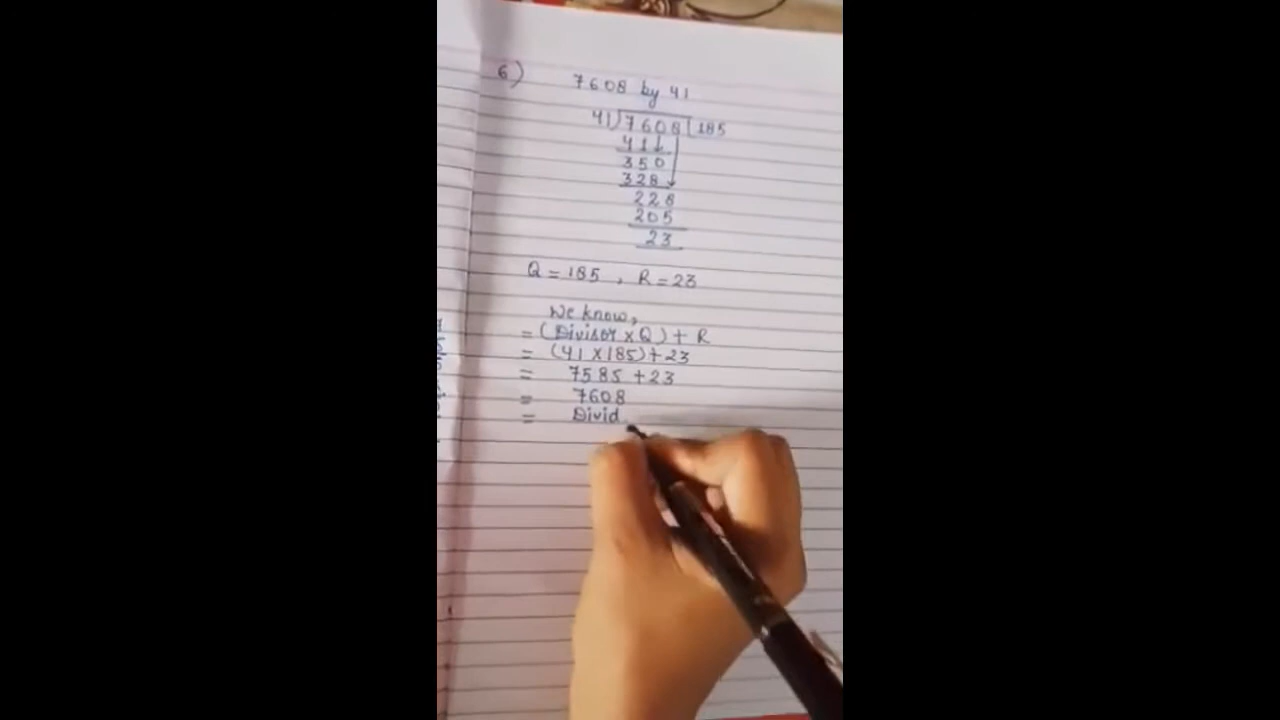 6) 7608 by 41
41)7608(185
41
350
328
228
205
23
Q = 185 , R = 23
We know,
= (Divisor x Q) + R
= (41 x 185) + 23
= 7585 + 23
= 7608
= Divid